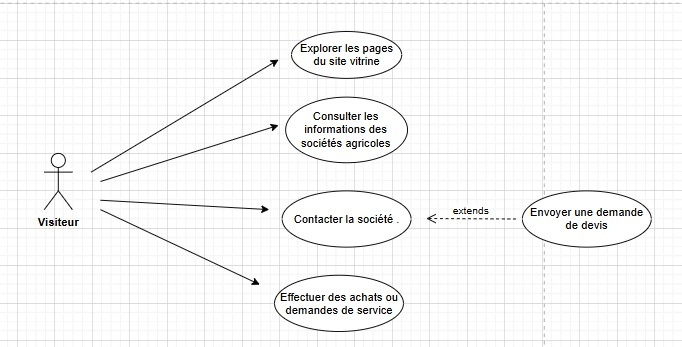 Explorer les pages
du site vitrine
Consulter les
informations des
sociétés agricoles
Visiteur
Contacter la société .
extends
Envoyer une demande
de devis
Effectuer des achats ou
demandes de service